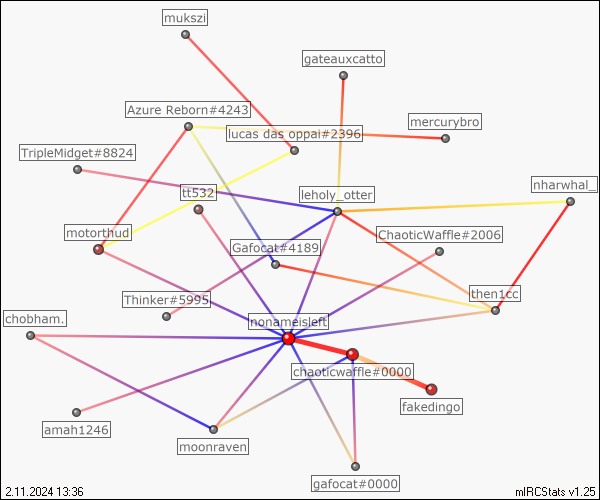 mukszi
gateauxcatto
Azure Reborn#4243
mercurybro
lucas das oppai#2396
TripleMidget#8824
nharwhal_
tt532
leholy_otter
motorthud
ChaoticWaffle#2006
Gafocat#4189
then1cc
Thinker#5995
chobham.
nonameisleft
chaoticwaffle#0000
fakedingo
amah1246
moonraven
gafocat#0000
2.11.2024 13:36
mIRCStats v1.25